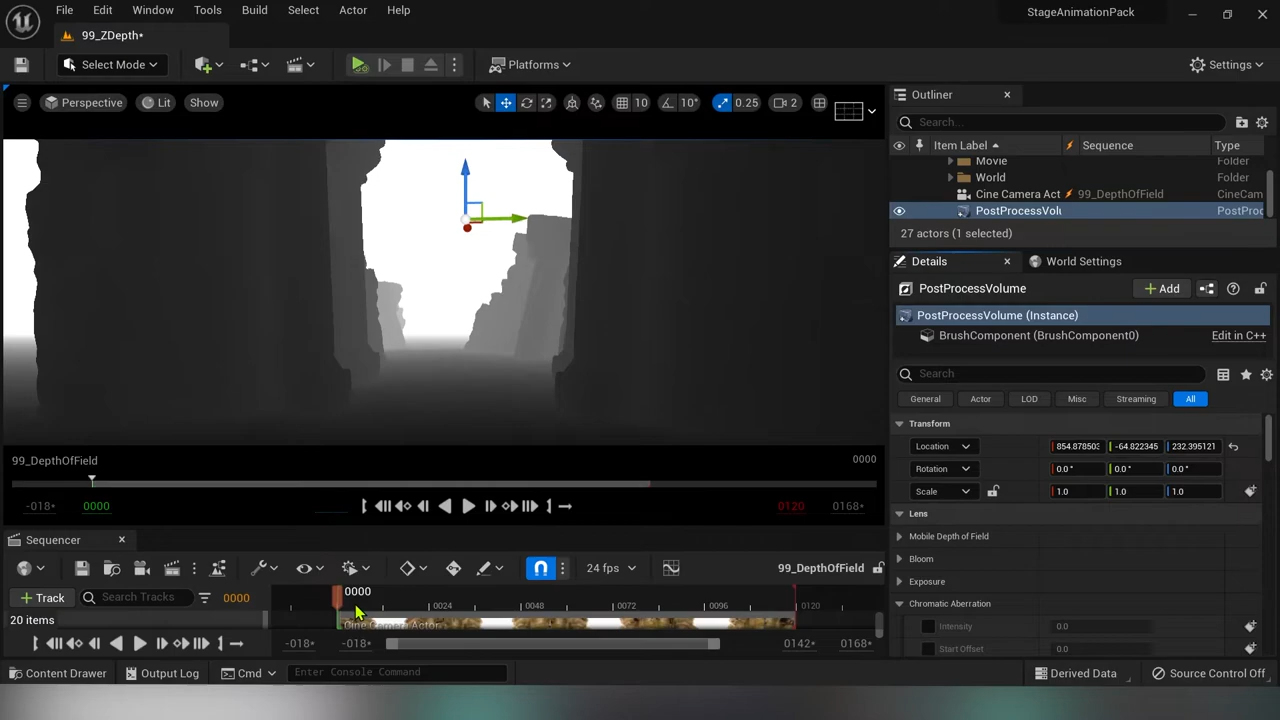 File Edit Window Tools Build Select Actor Help
StageAnimationPack
99_ZDepth*
Select Mode
Platforms
Settings
Perspective Lit Show
10 10° 0.25 2
Outliner
Search...
Item Label Sequence Type
Movie Folder
World Folder
Cine Camera Act 99_DepthOfField CineCam
PostProcessVolu PostProc
27 actors (1 selected)
Details World Settings
PostProcessVolume
Add
PostProcessVolume (Instance)
BrushComponent (BrushComponent0) Edit in C++
Search
General Actor LOD Misc Streaming All
Transform
Location 854.878503 -64.822345 232.395121
Rotation 0.0 ° 0.0 ° 0.0 °
Scale 1.0 1.0 1.0
Lens
Mobile Depth of Field
Bloom
Exposure
Chromatic Aberration
Intensity 0.0
Start Offset 0.0
99_DepthOfField 0000
-018* 0000 0120 0168*
Sequencer
24 fps 99_DepthOfField
Track Search Tracks 0000
0000
0024 0048 0072 0096 0120
Cine Camera Actor
20 items
-018* -018* 0142* 0168*
Content Drawer Output Log Cmd Enter Console Command Derived Data Source Control Off